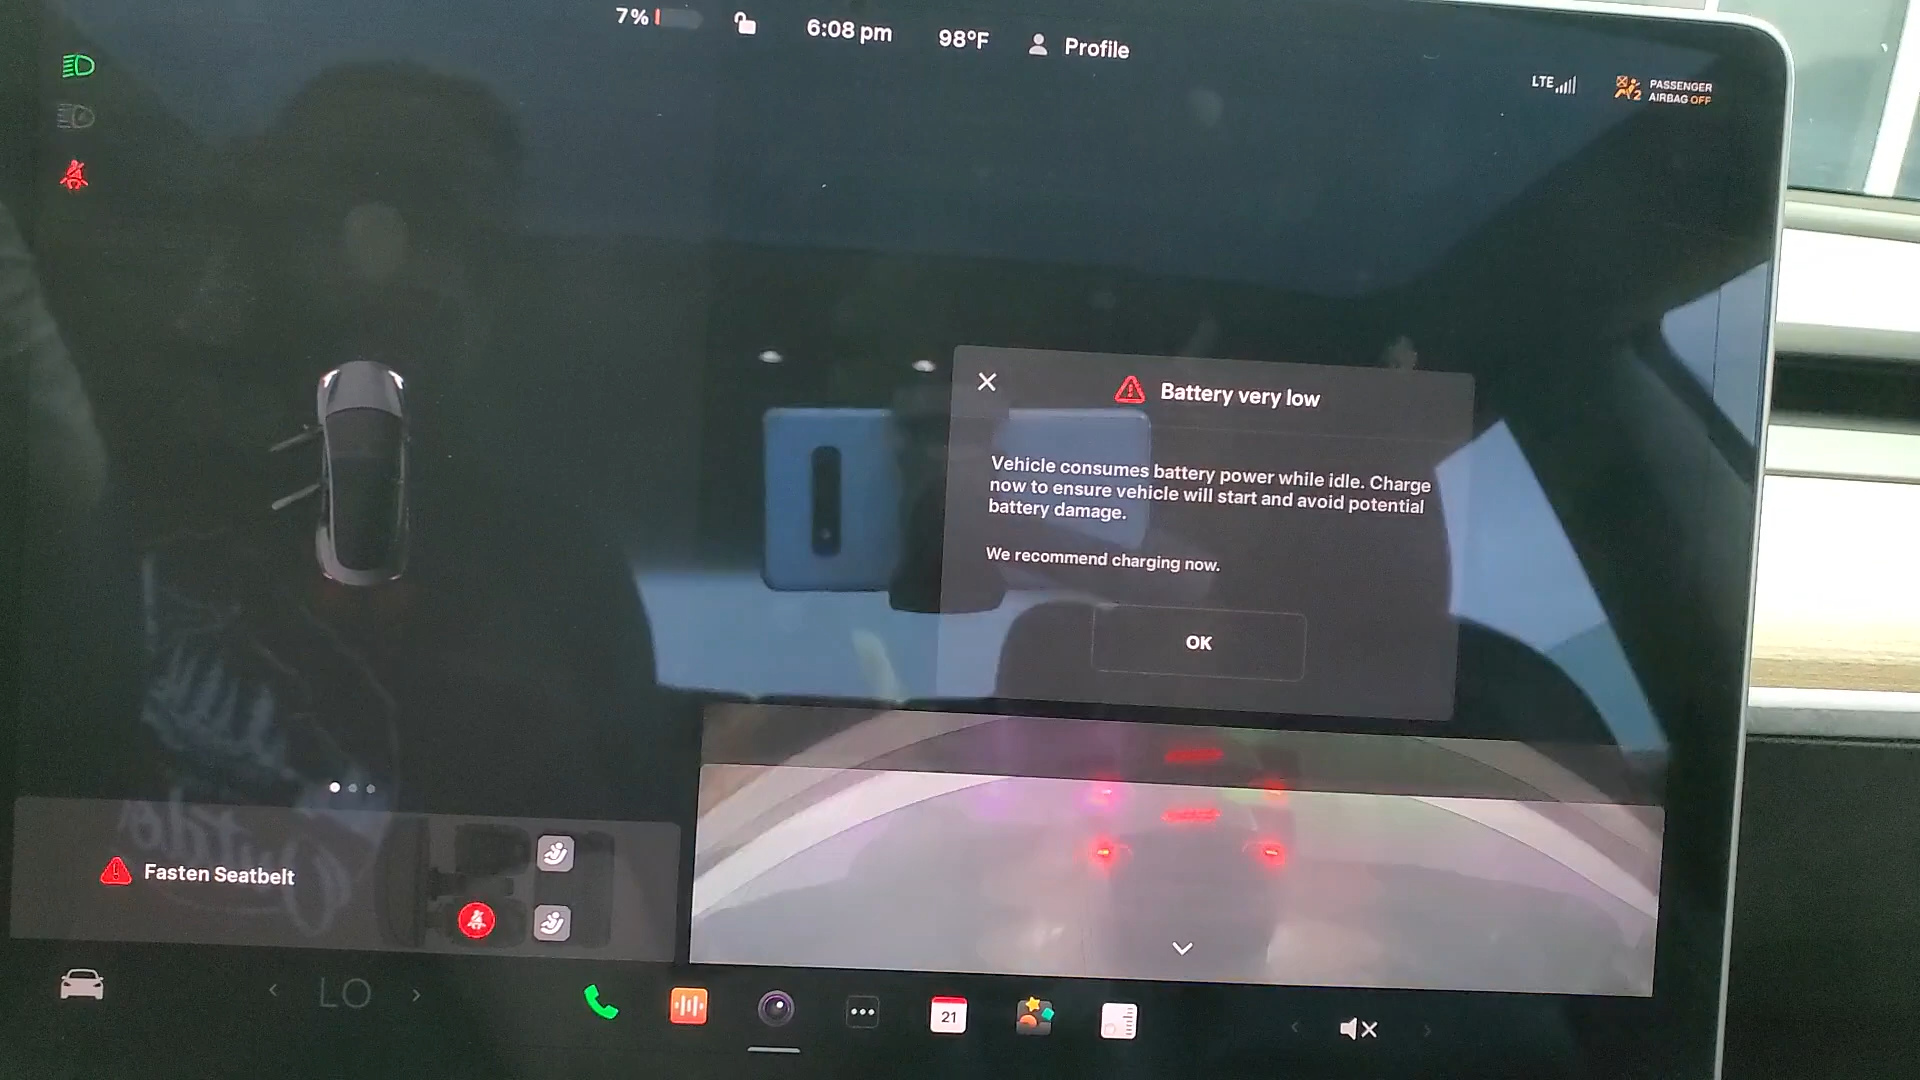 7%
6:08 pm
98°F
Profile
LTE
PASSENGER
AIRBAG OFF
2
Battery very low
Vehicle consumes battery power while idle. Charge
now to ensure vehicle will start and avoid potential
battery damage.
We recommend charging now.
OK
Fasten Seatbelt
LO
21